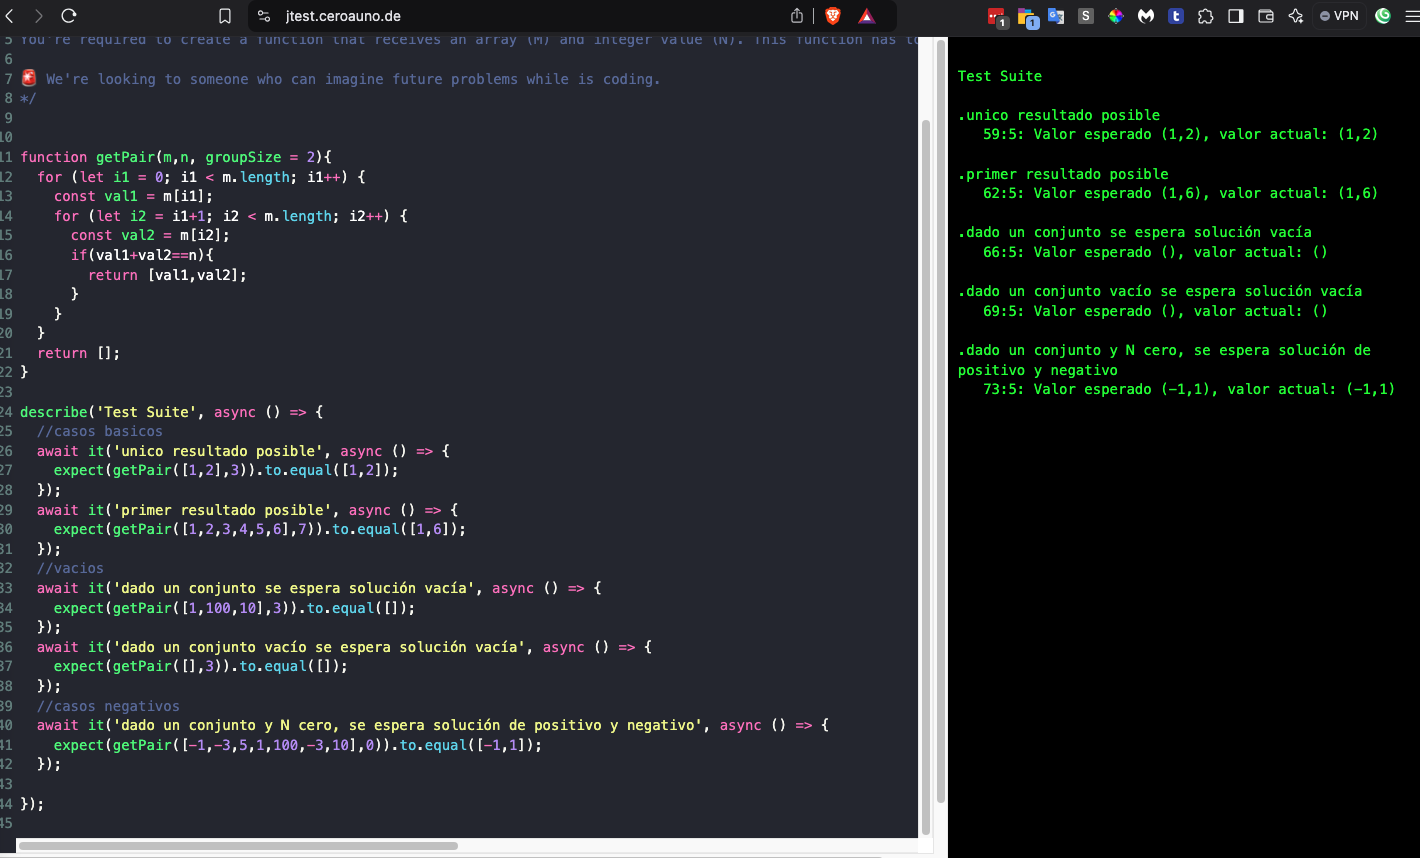 jtest.ceroauno.de
1
1
S
t
VPN
5 You're required to create a function that receives an array (M) and integer value (N). This function has to
6
7 🚨 We're looking to someone who can imagine future problems while is coding.
8 */
9
10
11 function getPair(m,n, groupSize = 2){
12   for (let i1 = 0; i1 < m.length; i1++) {
13     const val1 = m[i1];
14     for (let i2 = i1+1; i2 < m.length; i2++) {
15       const val2 = m[i2];
16       if(val1+val2==n){
17         return [val1,val2];
18       }
19     }
20   }
21   return [];
22 }
23
24 describe('Test Suite', async () => {
25   //casos basicos
26   await it('unico resultado posible', async () => {
27     expect(getPair([1,2],3)).to.equal([1,2]);
28   });
29   await it('primer resultado posible', async () => {
30     expect(getPair([1,2,3,4,5,6],7)).to.equal([1,6]);
31   });
32   //vacios
33   await it('dado un conjunto se espera solución vacía', async () => {
34     expect(getPair([1,100,10],3)).to.equal([]);
35   });
36   await it('dado un conjunto vacío se espera solución vacía', async () => {
37     expect(getPair([],3)).to.equal([]);
38   });
39   //casos negativos
40   await it('dado un conjunto y N cero, se espera solución de positivo y negativo', async () => {
41     expect(getPair([-1,-3,5,1,100,-3,10],0)).to.equal([-1,1]);
42   });
43
44 });
45
Test Suite
.unico resultado posible
59:5: Valor esperado (1,2), valor actual: (1,2)
.primer resultado posible
62:5: Valor esperado (1,6), valor actual: (1,6)
.dado un conjunto se espera solución vacía
66:5: Valor esperado (), valor actual: ()
.dado un conjunto vacío se espera solución vacía
69:5: Valor esperado (), valor actual: ()
.dado un conjunto y N cero, se espera solución de
positivo y negativo
73:5: Valor esperado (-1,1), valor actual: (-1,1)